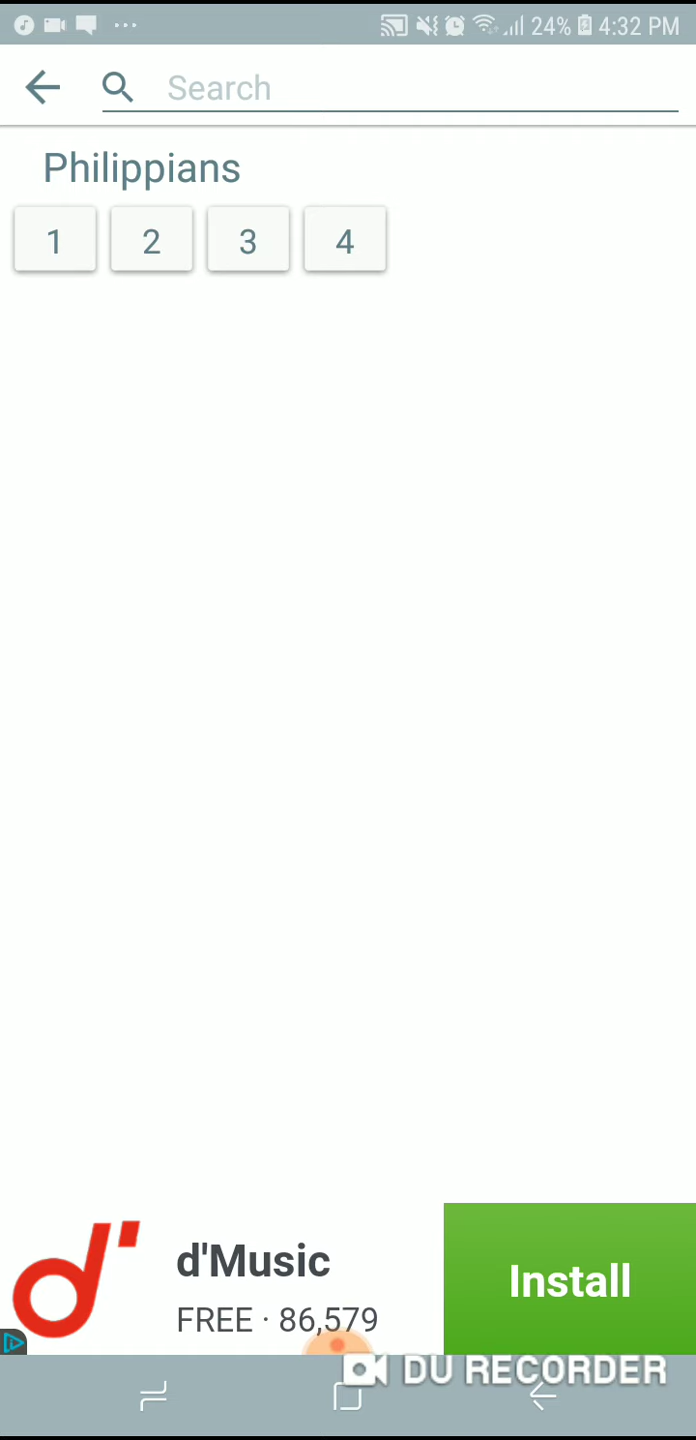 24% 4:32 PM
Search
Philippians
1 2 3 4
d'Music
FREE · 86,579
Install
DU RECORDER